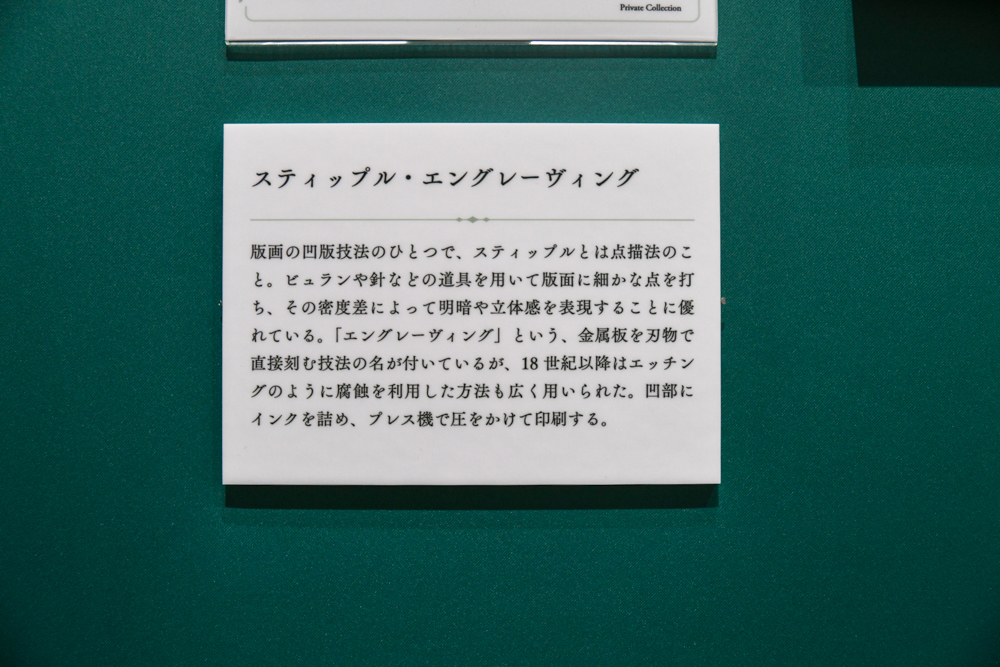 Private Collection
スティップル・エングレーヴィング
版画の凹版技法のひとつで、スティップルとは点描法のこ
と。ビュランや針などの道具を用いて版面に細かな点を打
ち、その密度差によって明暗や立体感を表現することに優
れている。「エングレーヴィング」という、金属板を刃物で
直接刻む技法の名が付いているが、18 世紀以降はエッチン
グのように腐蝕を利用した方法も広く用いられた。凹部に
インクを詰め、プレス機で圧をかけて印刷する。